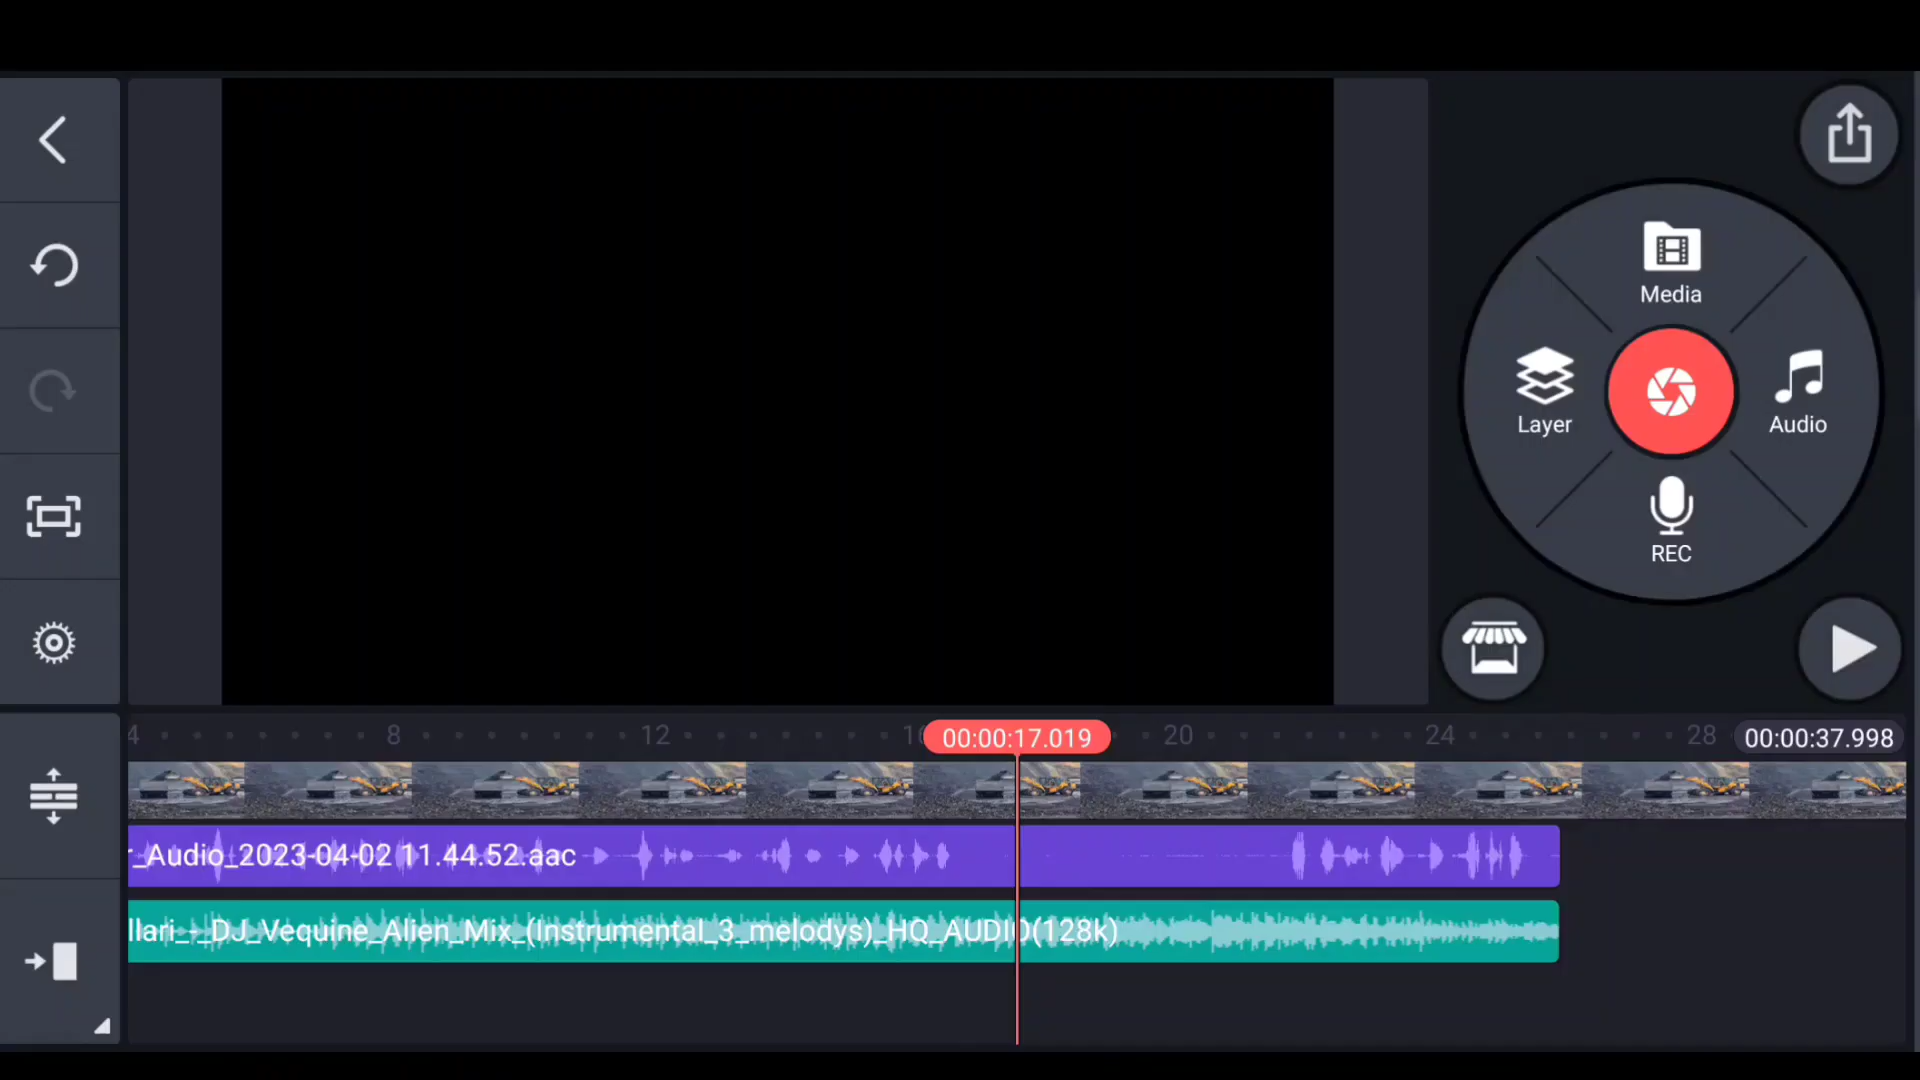 Media
Layer
Audio
REC
4 8 12 16 00:00:17.019 20 24 28 00:00:37.998
r_Audio_2023-04-02 11.44.52.aac
llari_-_DJ_Vequine_Alien_Mix_(Instrumental_3_melodys)_HQ_AUDIO(128k)